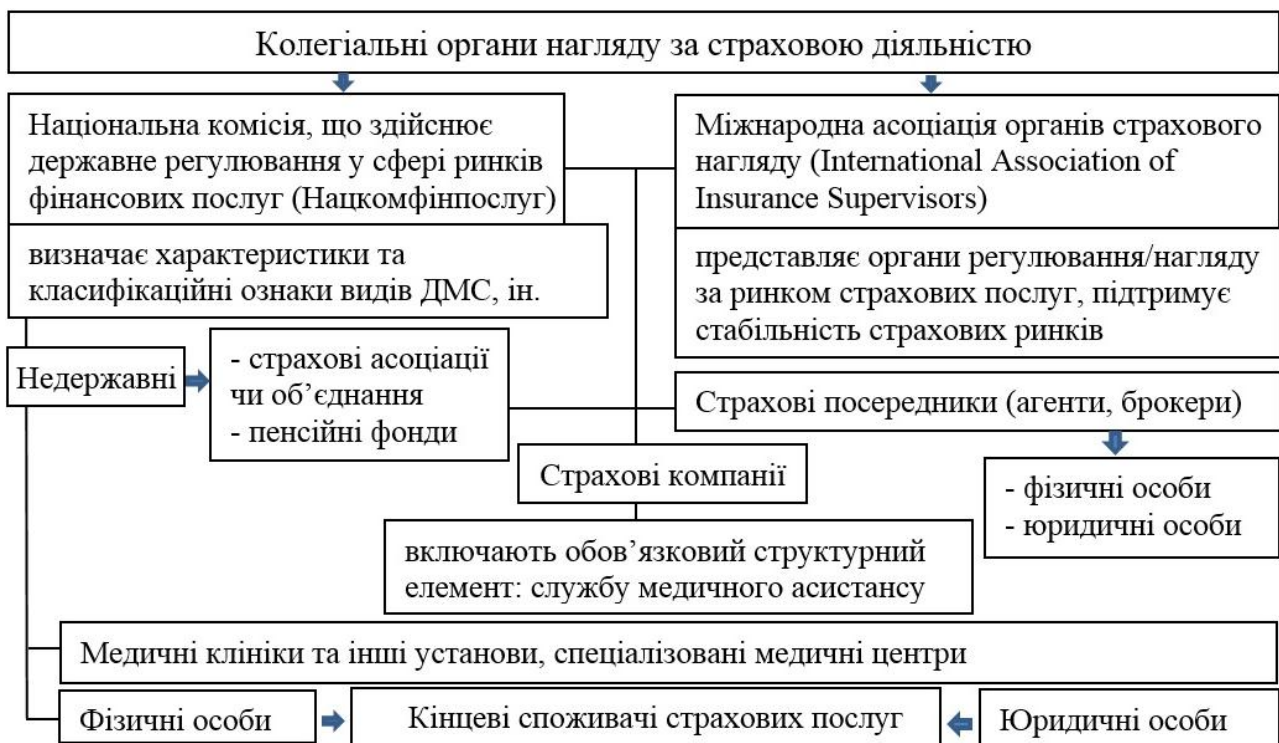 Колегіальні органи нагляду за страховою діяльністю
Національна комісія, що здійснює
державне регулювання у сфері ринків
фінансових послуг (Нацкомфінпослуг)
визначає характеристики та
класифікаційні ознаки видів ДМС, ін.
Міжнародна асоціація органів страхового
нагляду (International Association of
Insurance Supervisors)
представляє органи регулювання/нагляду
за ринком страхових послуг, підтримує
стабільність страхових ринків
Недержавні
- страхові асоціації
чи об’єднання
- пенсійні фонди
Страхові посередники (агенти, брокери)
- фізичні особи
- юридичні особи
Страхові компанії
включають обов’язковий структурний
елемент: службу медичного асистансу
Медичні клініки та інші установи, спеціалізовані медичні центри
Фізичні особи
Кінцеві споживачі страхових послуг
Юридичні особи